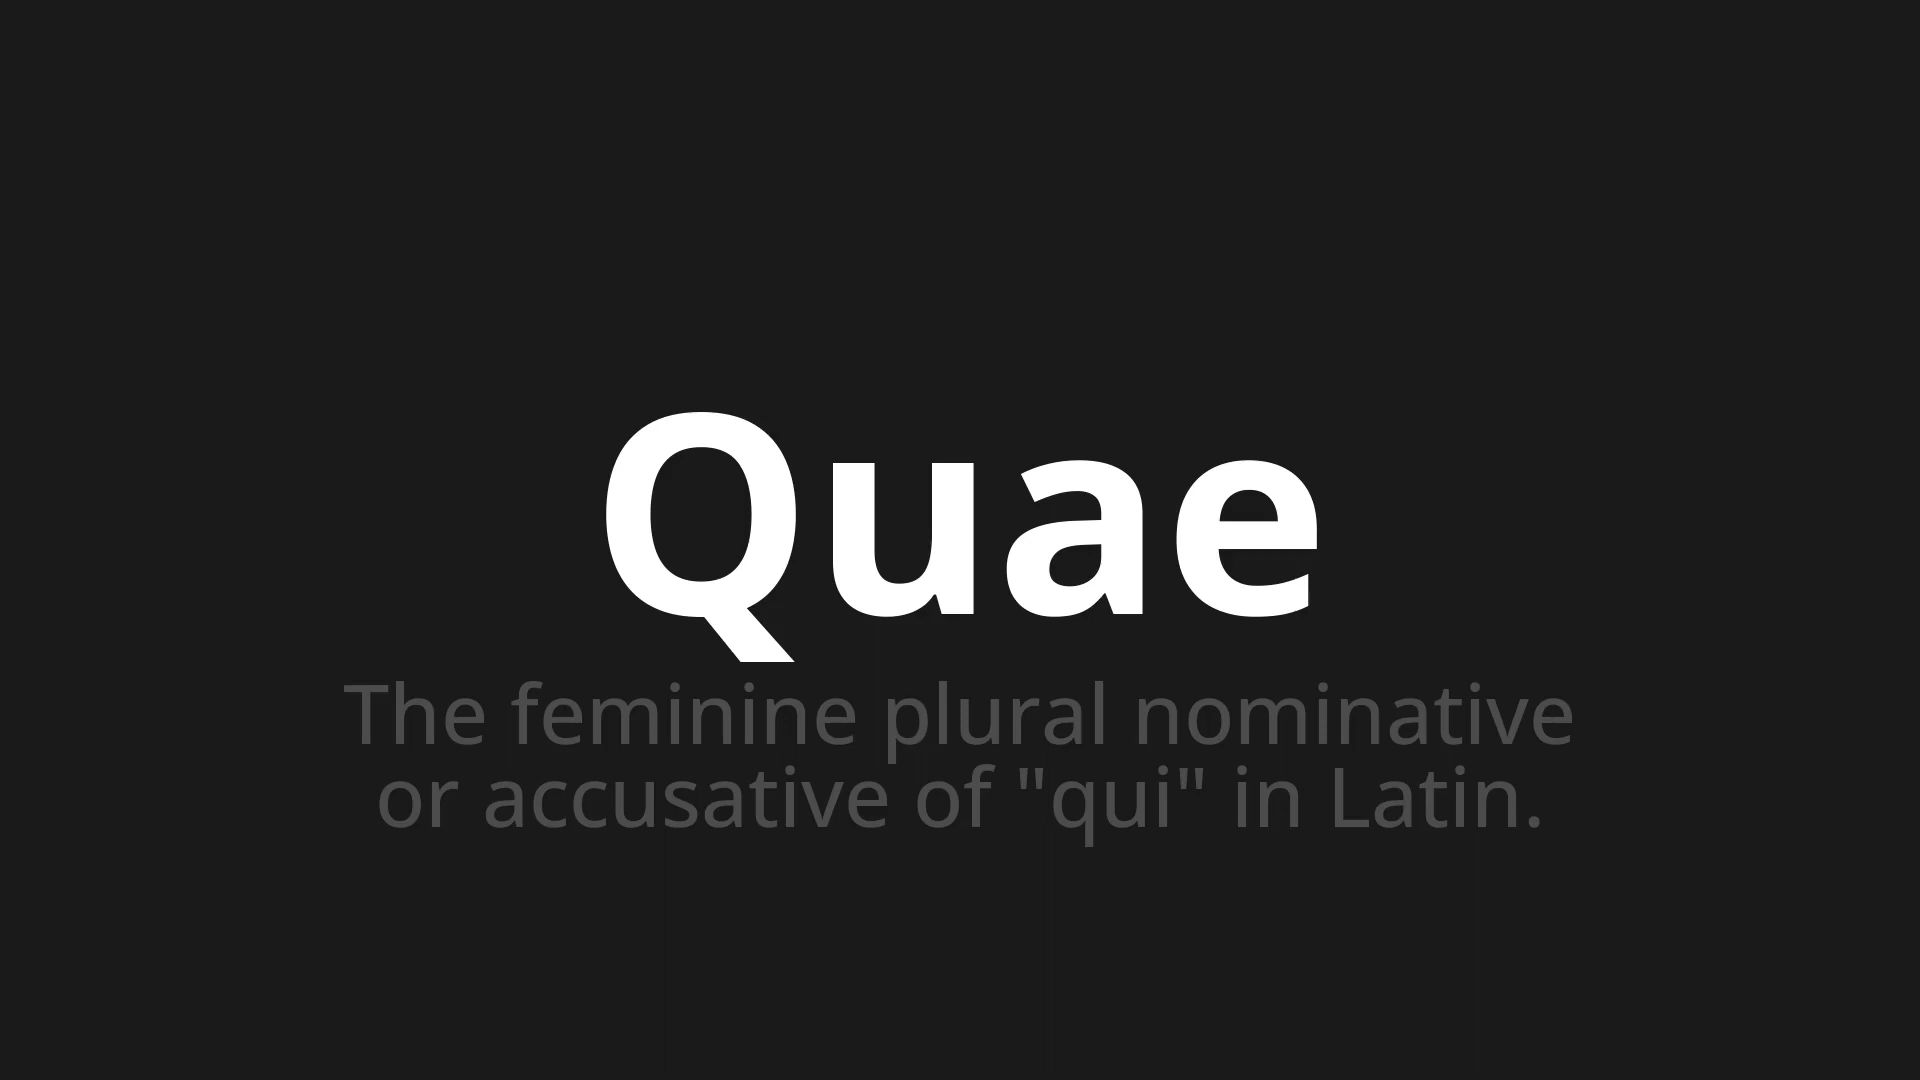 Quae
The feminine plural nominative
or accusative of "qui" in Latin.